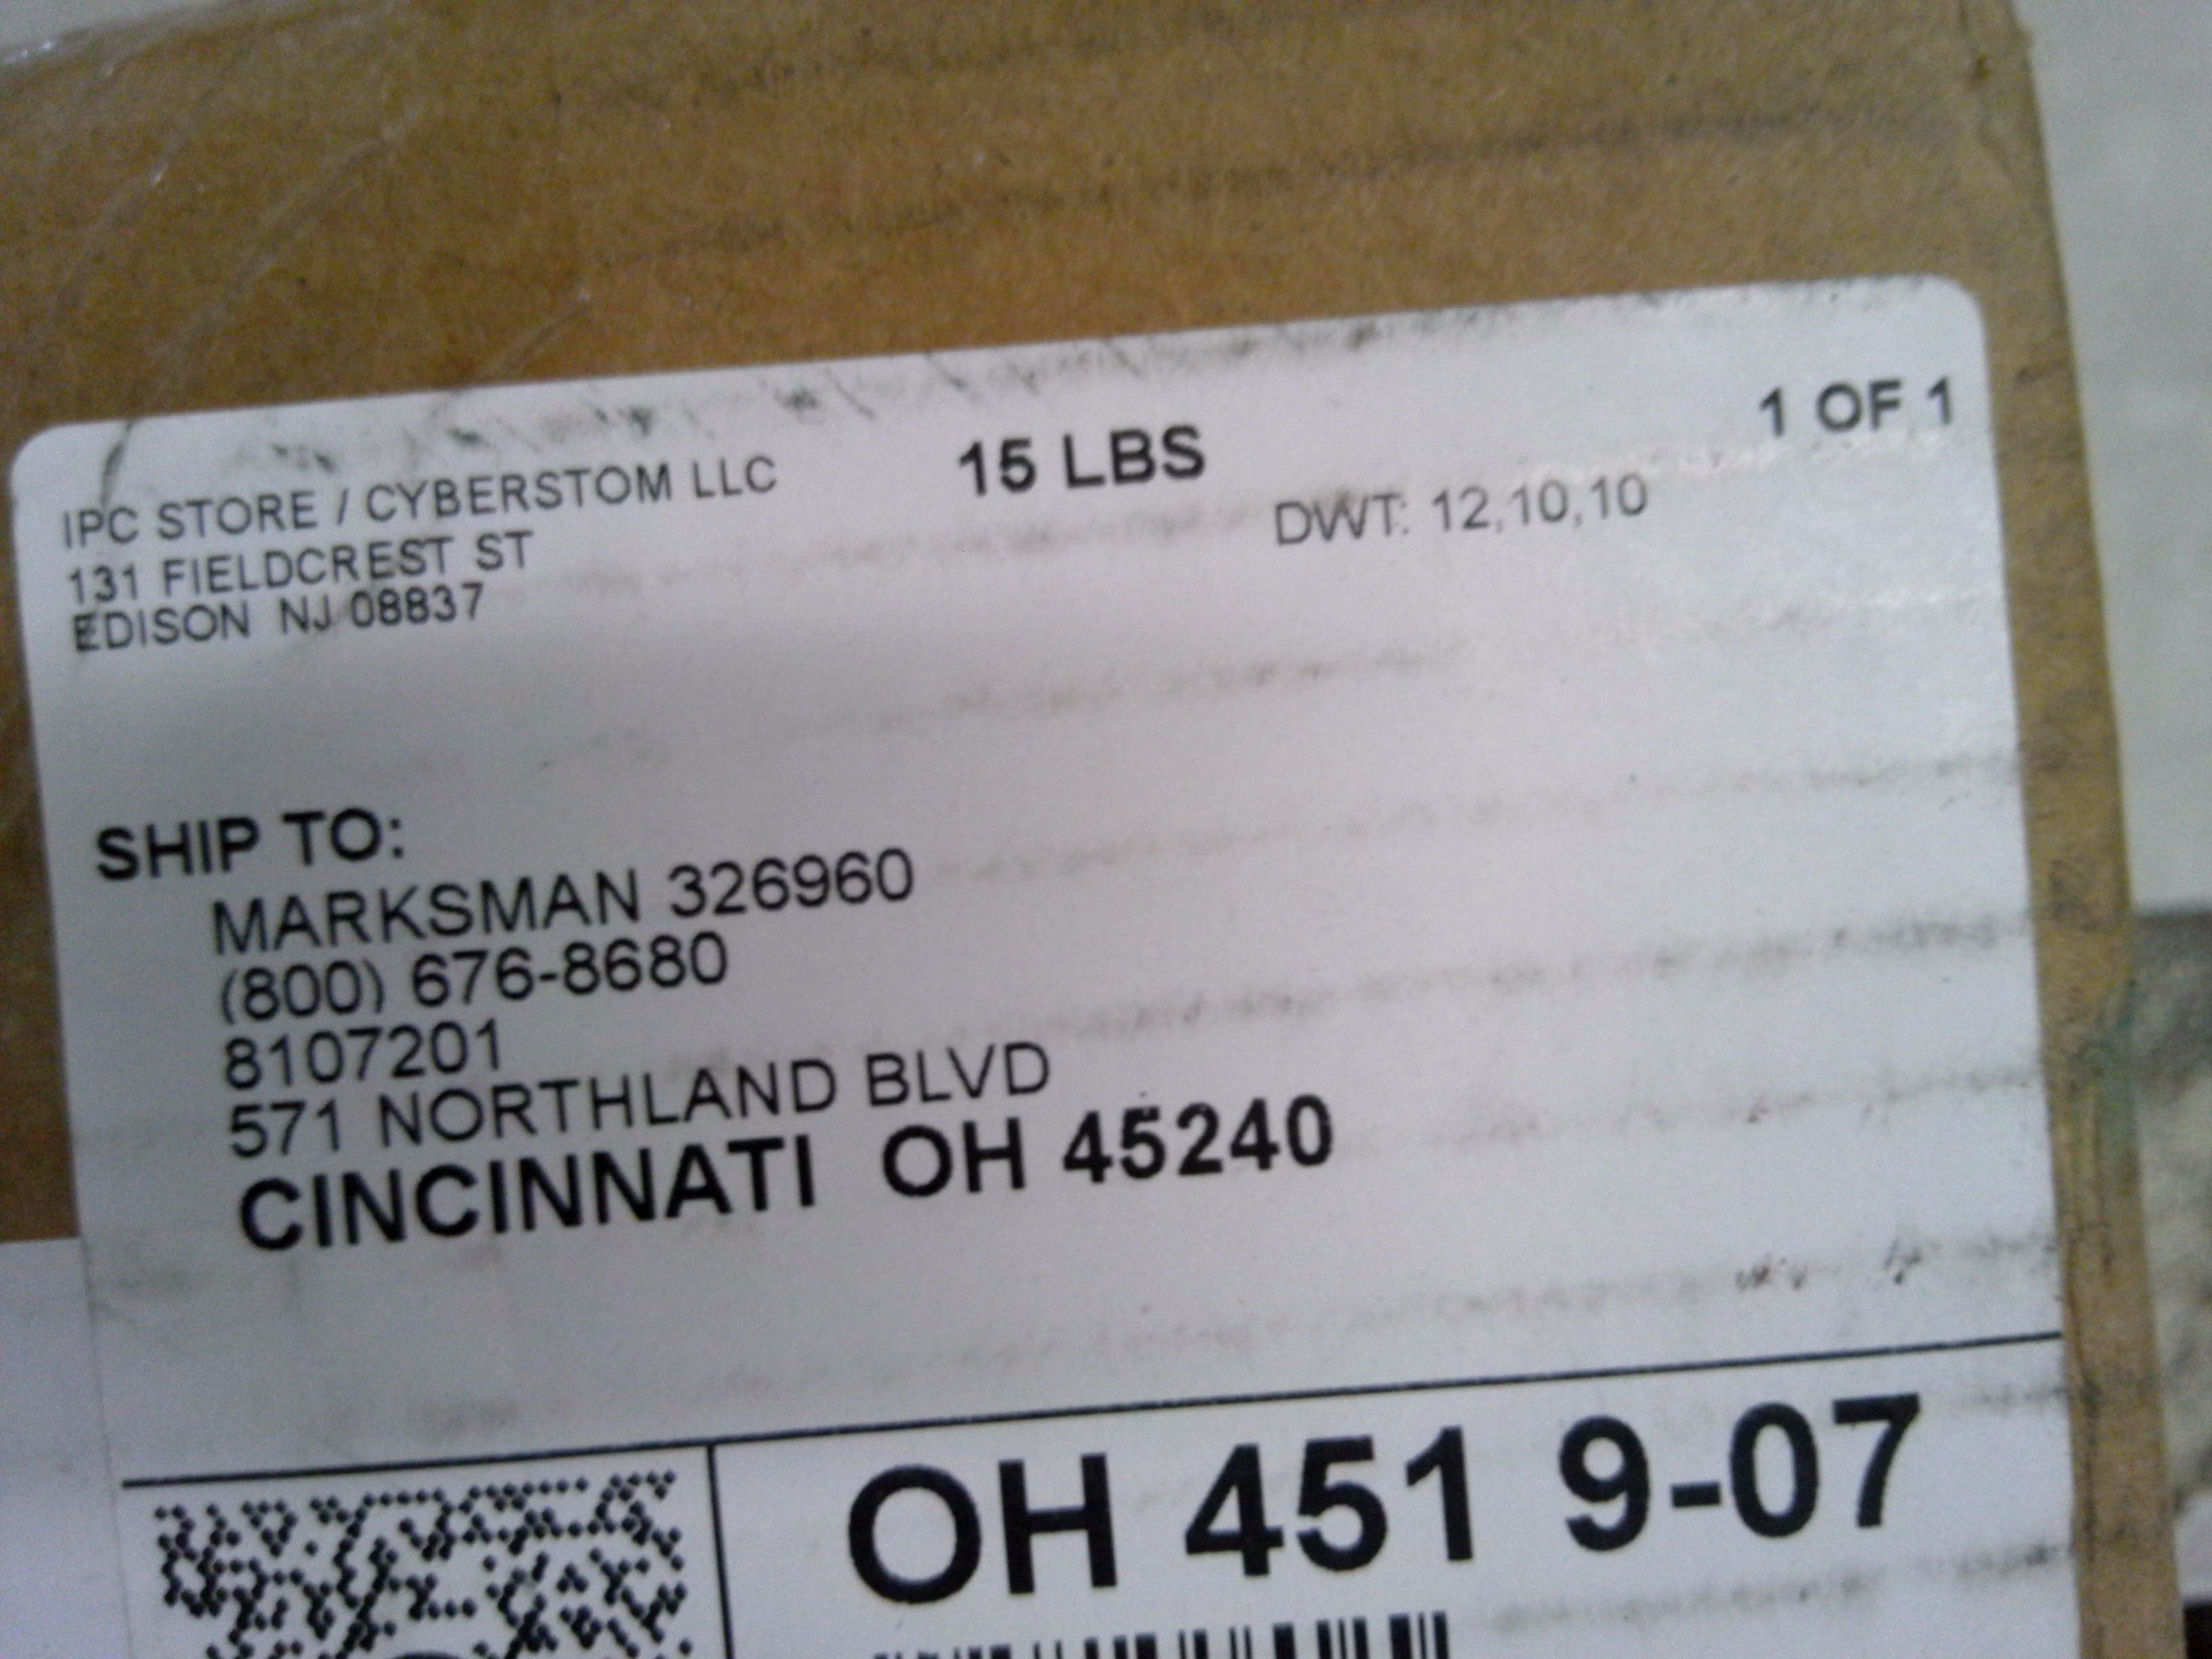 IPC STORE / CYBERSTOM LLC
131 FIELDCREST ST
EDISON NJ 08837
15 LBS
1 OF 1
DWT: 12,10,10
SHIP TO:
MARKSMAN 326960
(800) 676-8680
8107201
571 NORTHLAND BLVD
CINCINNATI OH 45240
OH 451 9-07